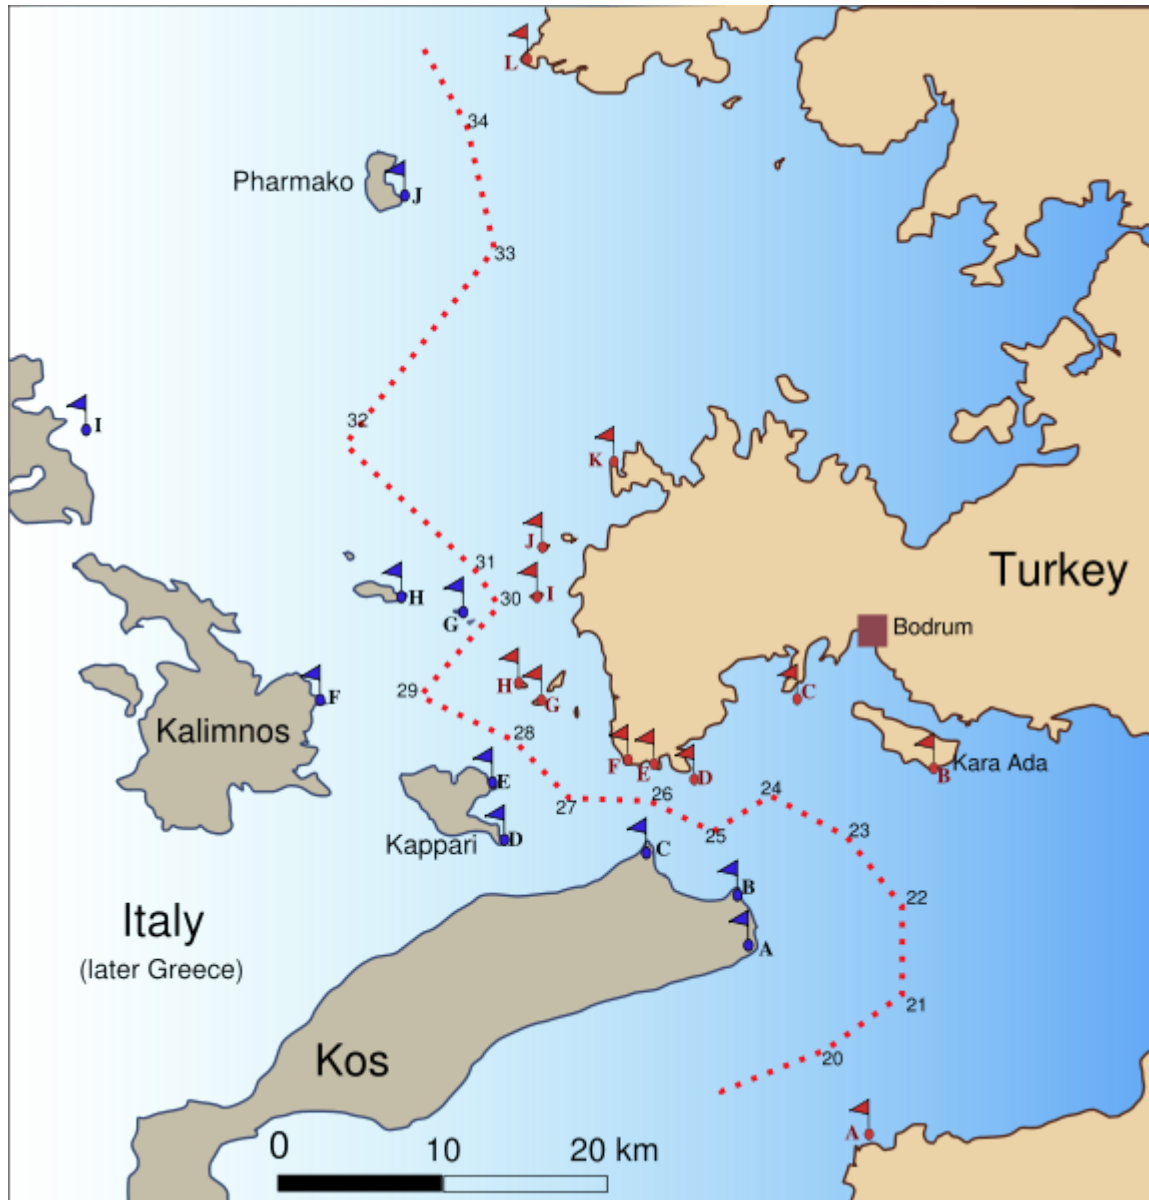 L
34
Pharmako
J
33
I
32
K
J
31
Turkey
H
30
I
G
Bodrum
H
29
F
G
C
Kalimnos
28
F
E
D
B
Kara Ada
E
27
26
24
25
23
Kappari
D
C
B
22
Italy
A
(later Greece)
21
Kos
20
A
0
10
20 km